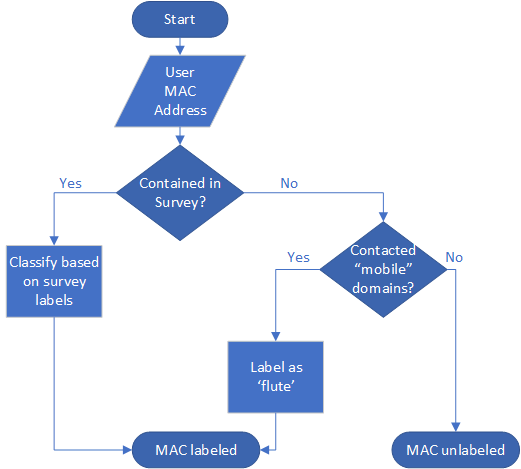 Start
User
MAC
Address
Contained in
Survey?
Yes
No
Classify based
on survey
labels
Contacted
“mobile”
domains?
Yes
No
Label as
‘flute’
MAC labeled
MAC unlabeled